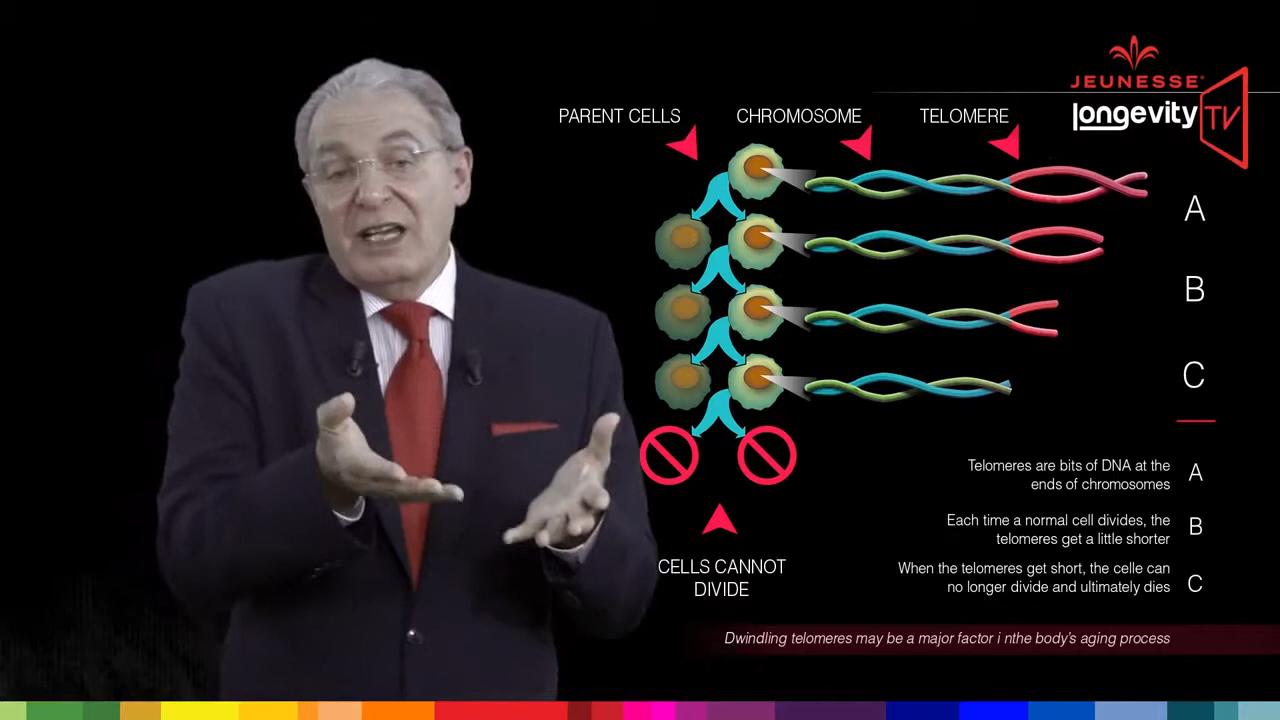 JEUNESSE
longevity TV
PARENT CELLS
CHROMOSOME
TELOMERE
A
B
C
Telomeres are bits of DNA at the
ends of chromosomes
A
Each time a normal cell divides, the
telomeres get a little shorter
B
When the telomeres get short, the celle can
no longer divide and ultimately dies
C
CELLS CANNOT
DIVIDE
Dwindling telomeres may be a major factor i nthe body's aging process